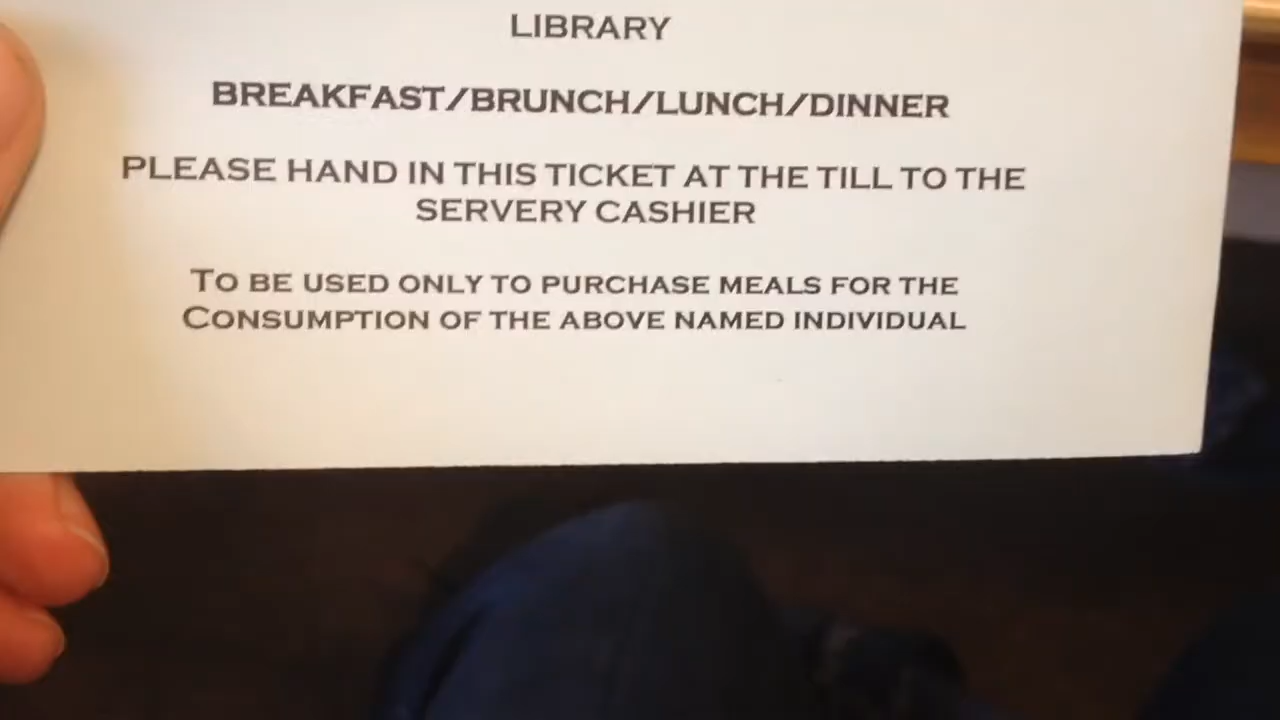 LIBRARY
BREAKFAST/BRUNCH/LUNCH/DINNER
PLEASE HAND IN THIS TICKET AT THE TILL TO THE
SERVERY CASHIER
TO BE USED ONLY TO PURCHASE MEALS FOR THE
CONSUMPTION OF THE ABOVE NAMED INDIVIDUAL